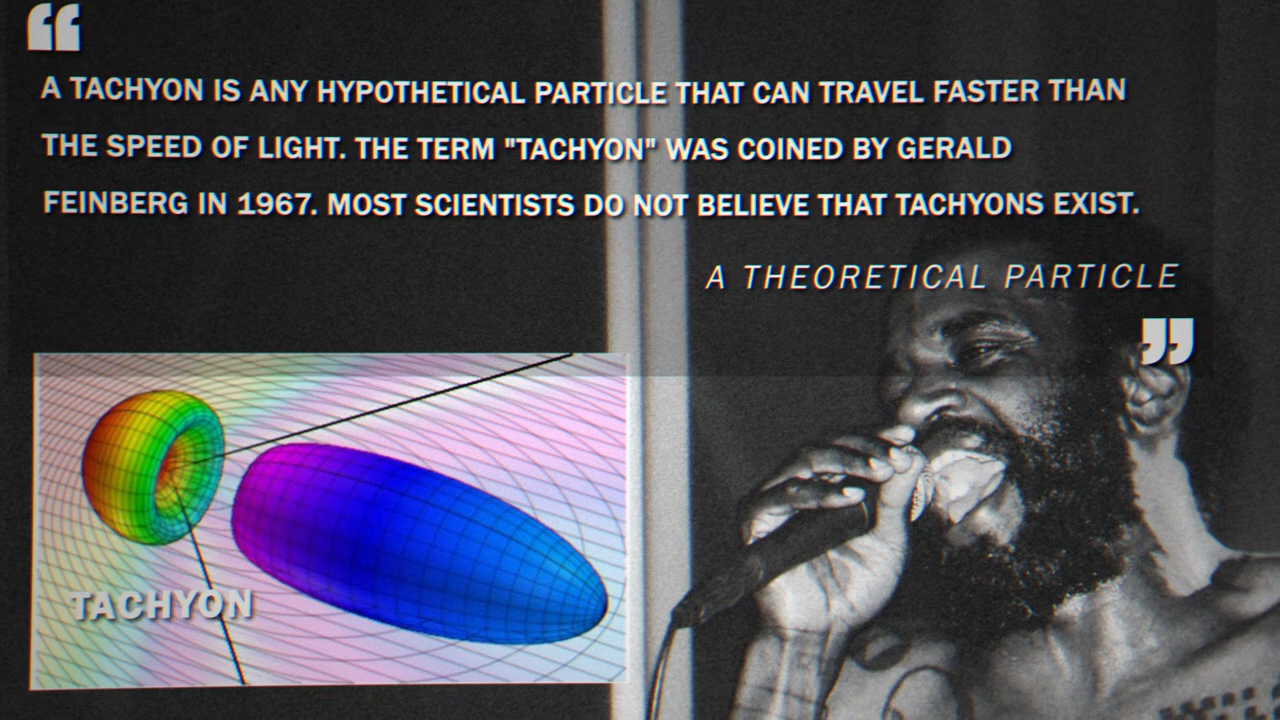 “
A TACHYON IS ANY HYPOTHETICAL PARTICLE THAT CAN TRAVEL FASTER THAN
THE SPEED OF LIGHT. THE TERM "TACHYON" WAS COINED BY GERALD
FEINBERG IN 1967. MOST SCIENTISTS DO NOT BELIEVE THAT TACHYONS EXIST.
A THEORETICAL PARTICLE
”
TACHYON